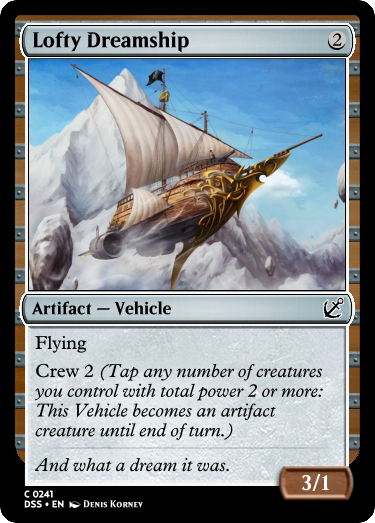 Lofty Dreamship 2
Artifact — Vehicle
Flying
Crew 2 (Tap any number of creatures
you control with total power 2 or more:
This Vehicle becomes an artifact
creature until end of turn.)
And what a dream it was.
3/1
C 0241
DSS • EN Denis Kornev